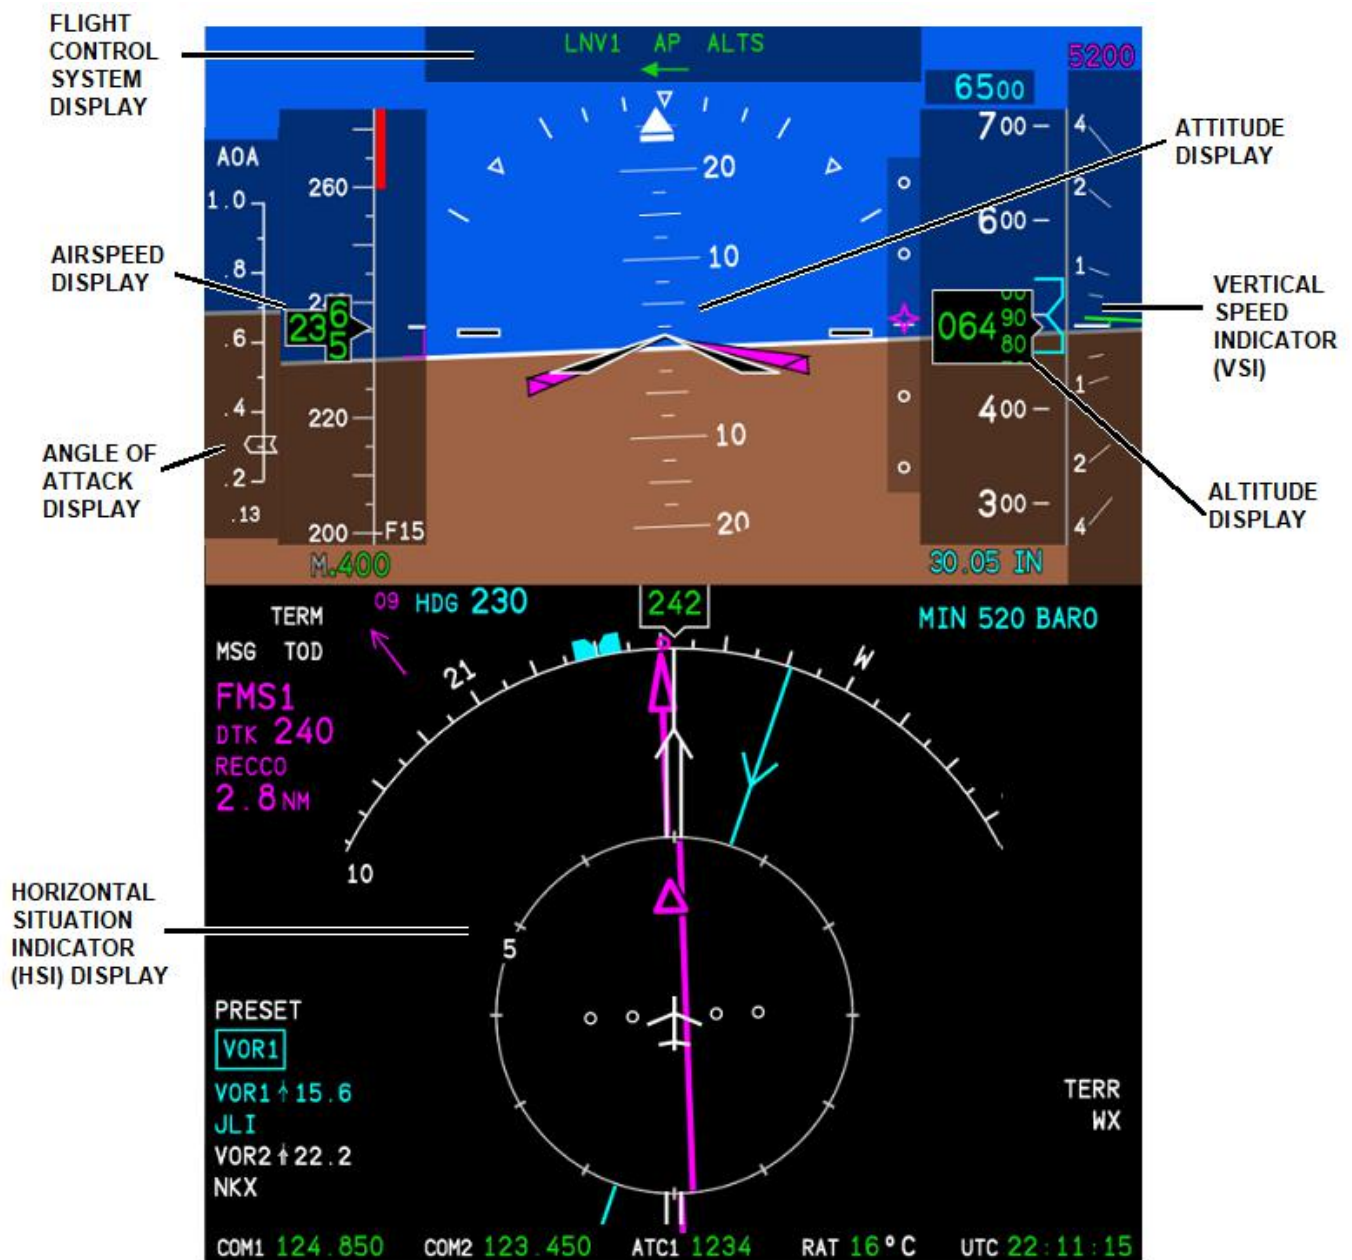 FLIGHT
CONTROL
SYSTEM
DISPLAY
LNV1 AP ALTS
5200
6500
ATTITUDE
DISPLAY
AOA
1.0
.8
.6
.4
.2
.13
AIRSPEED
DISPLAY
260
236
5
220
200
F15
M.400
20
10
10
20
700
600
400
300
064
90
80
4
2
1
1
2
4
VERTICAL
SPEED
INDICATOR
(VSI)
ANGLE OF
ATTACK
DISPLAY
ALTITUDE
DISPLAY
30.05 IN
TERM
09
HDG 230
242
MIN 520 BARO
MSG TOD
21
W
FMS1
DTK 240
RECCO
2.8NM
10
5
HORIZONTAL
SITUATION
INDICATOR
(HSI) DISPLAY
PRESET
VOR1
VOR1 15.6
JLI
VOR2 22.2
NKX
TERR
WX
COM1 124.850 COM2 123.450 ATC1 1234 RAT 16°C UTC 22:11:15